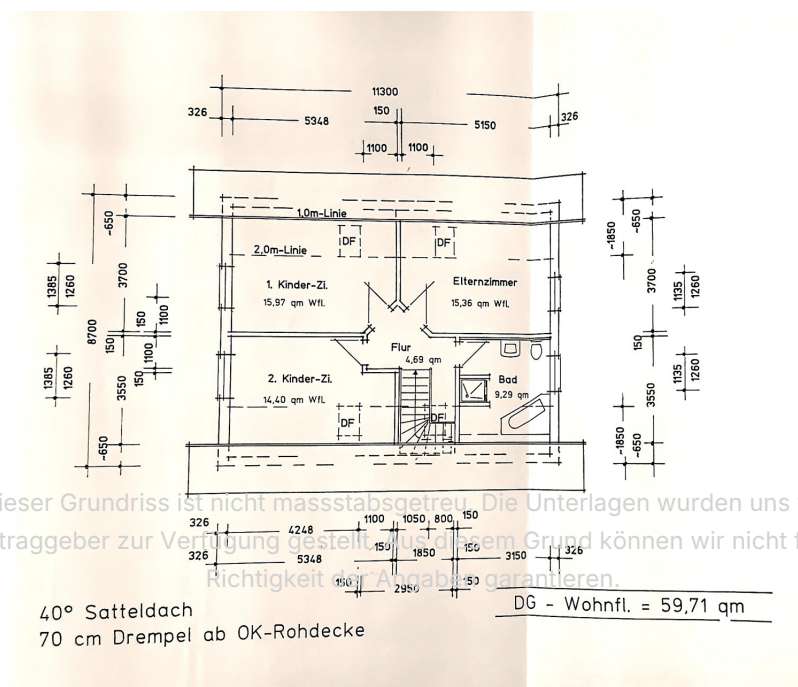 11300
326 5348 150 5150 326
1100 1100
1,0m-Linie
2,0m-Linie
DF
DF
1. Kinder-Zi.
15,97 qm Wfl.
Elternzimmer
15,36 qm Wfl.
Flur
4,69 qm
2. Kinder-Zi.
14,40 qm Wfl.
Bad
9,29 qm
DF
DF
~650
3700
1385
1260
150
1100
8700
150
1100
150
1385
1260
3550
~650
~1850
~650
3700
1135
1260
150
1135
1260
3550
~1850
~650
ieser Grundriss ist nicht massstabsgetreu. Die Unterlagen wurden uns
traggeber zur Verfügung gestellt. Aus diesem Grund können wir nicht f
Richtigkeit der Angaben garantieren.
326 4248 1100 1050 800 150
326 5348 150 1850 150 3150 326
150 2950 150
40° Satteldach
70 cm Drempel ab OK-Rohdecke
DG - Wohnfl. = 59,71 qm